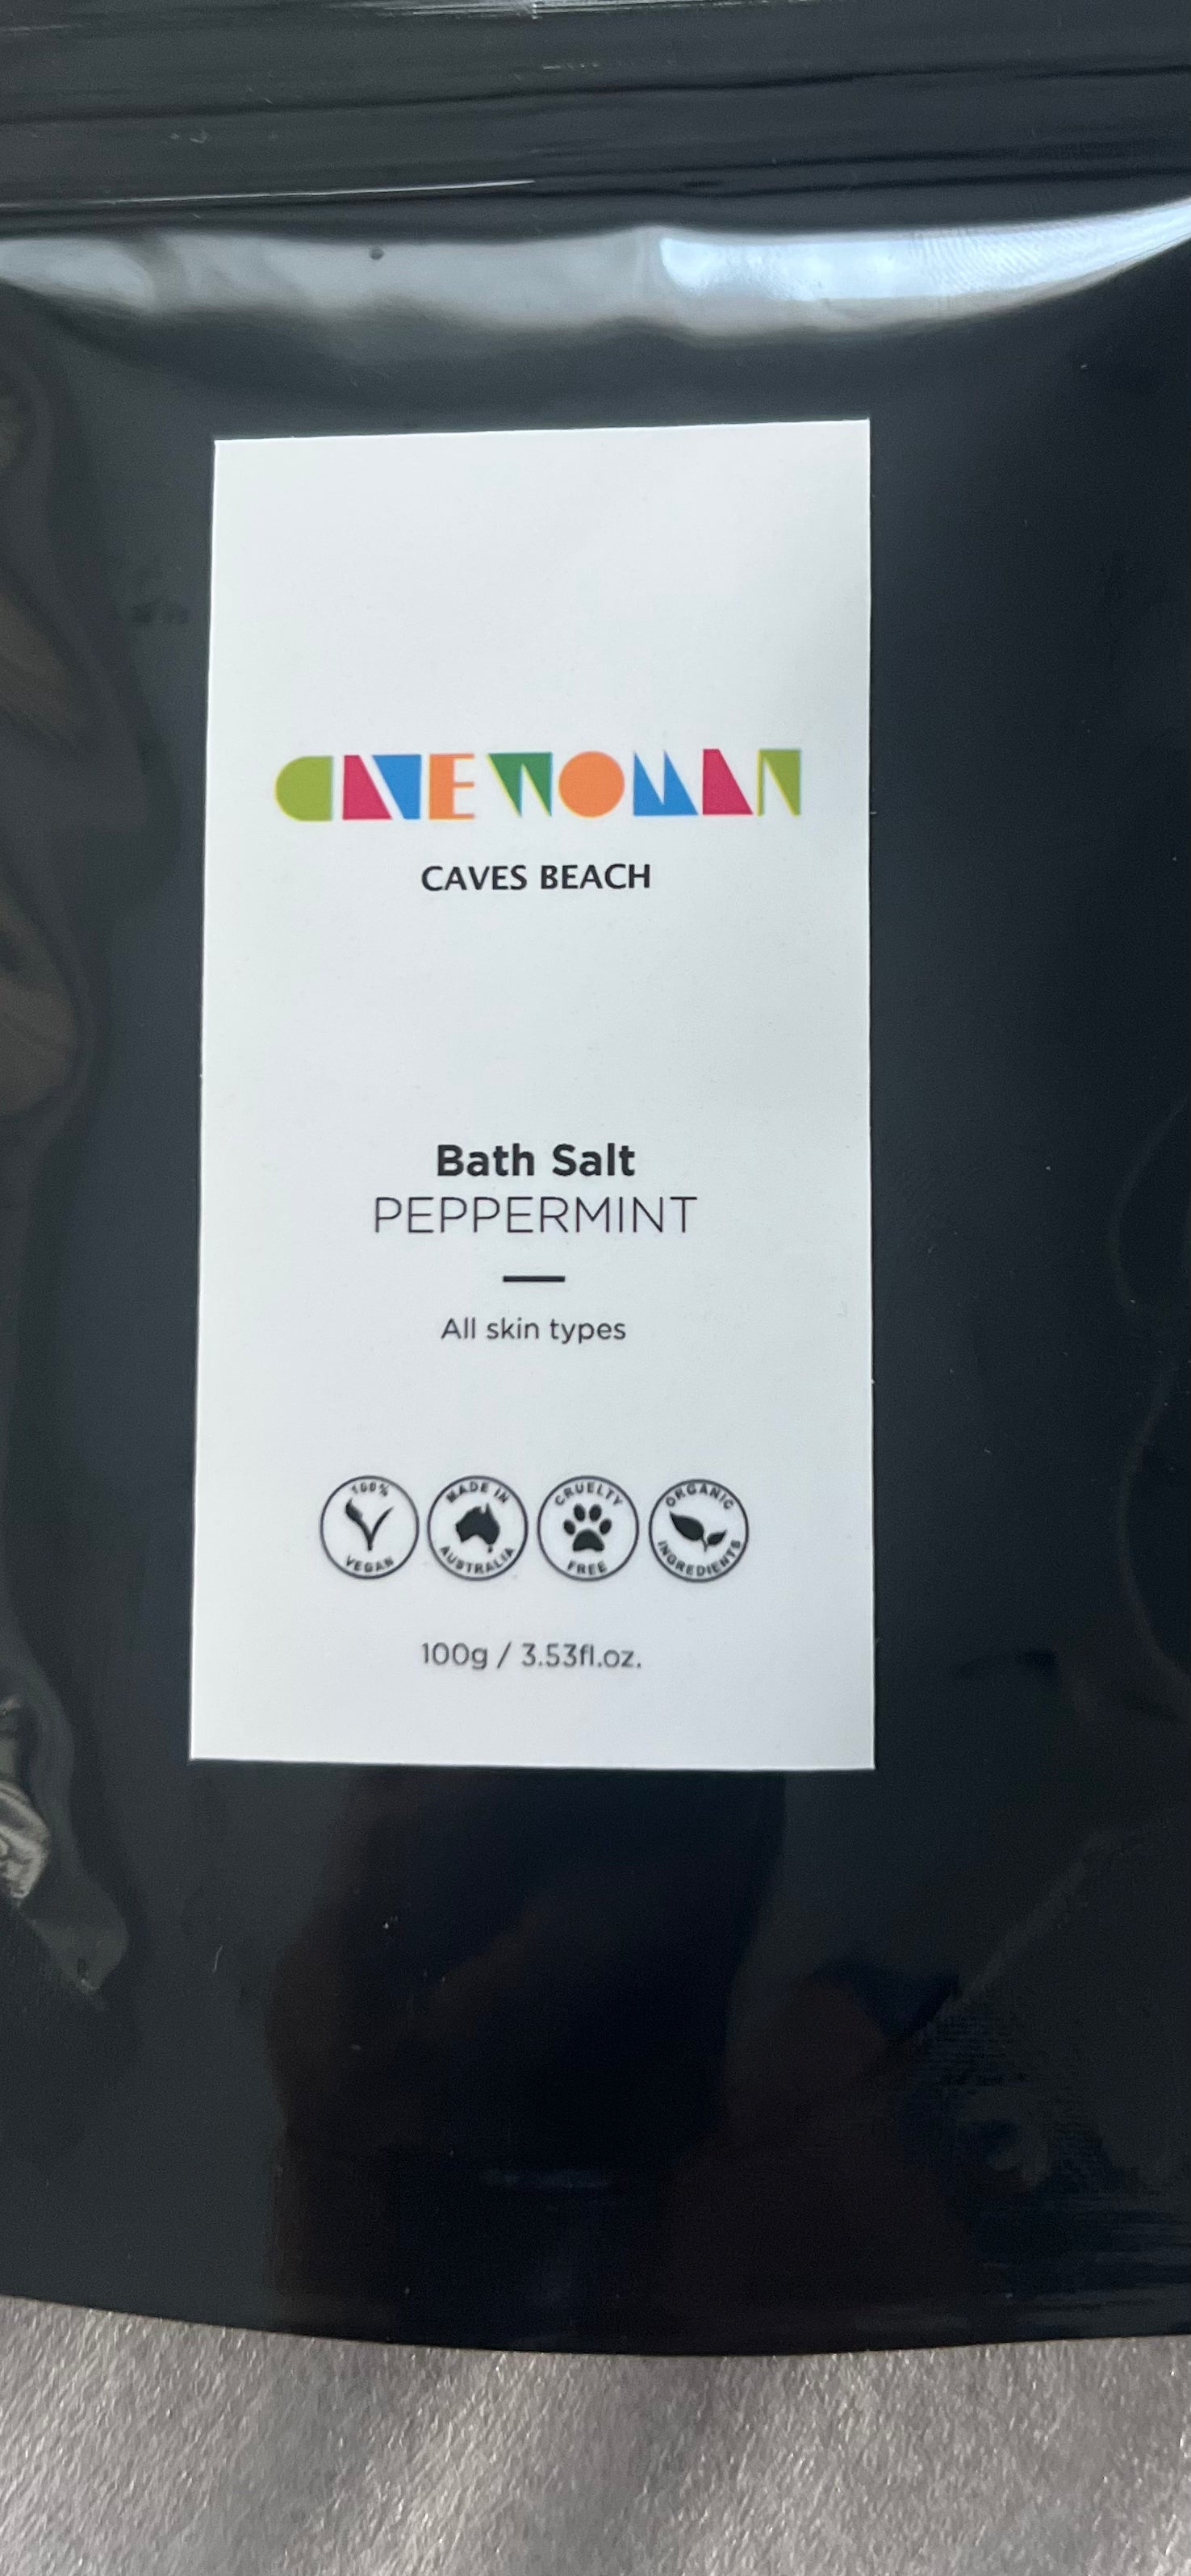 CAVE WOMAN
CAVES BEACH
Bath Salt
PEPPERMINT
All skin types
100% VEGAN
MADE IN AUSTRALIA
CRUELTY FREE
ORGANIC INGREDIENTS
100g / 3.53fl.oz.